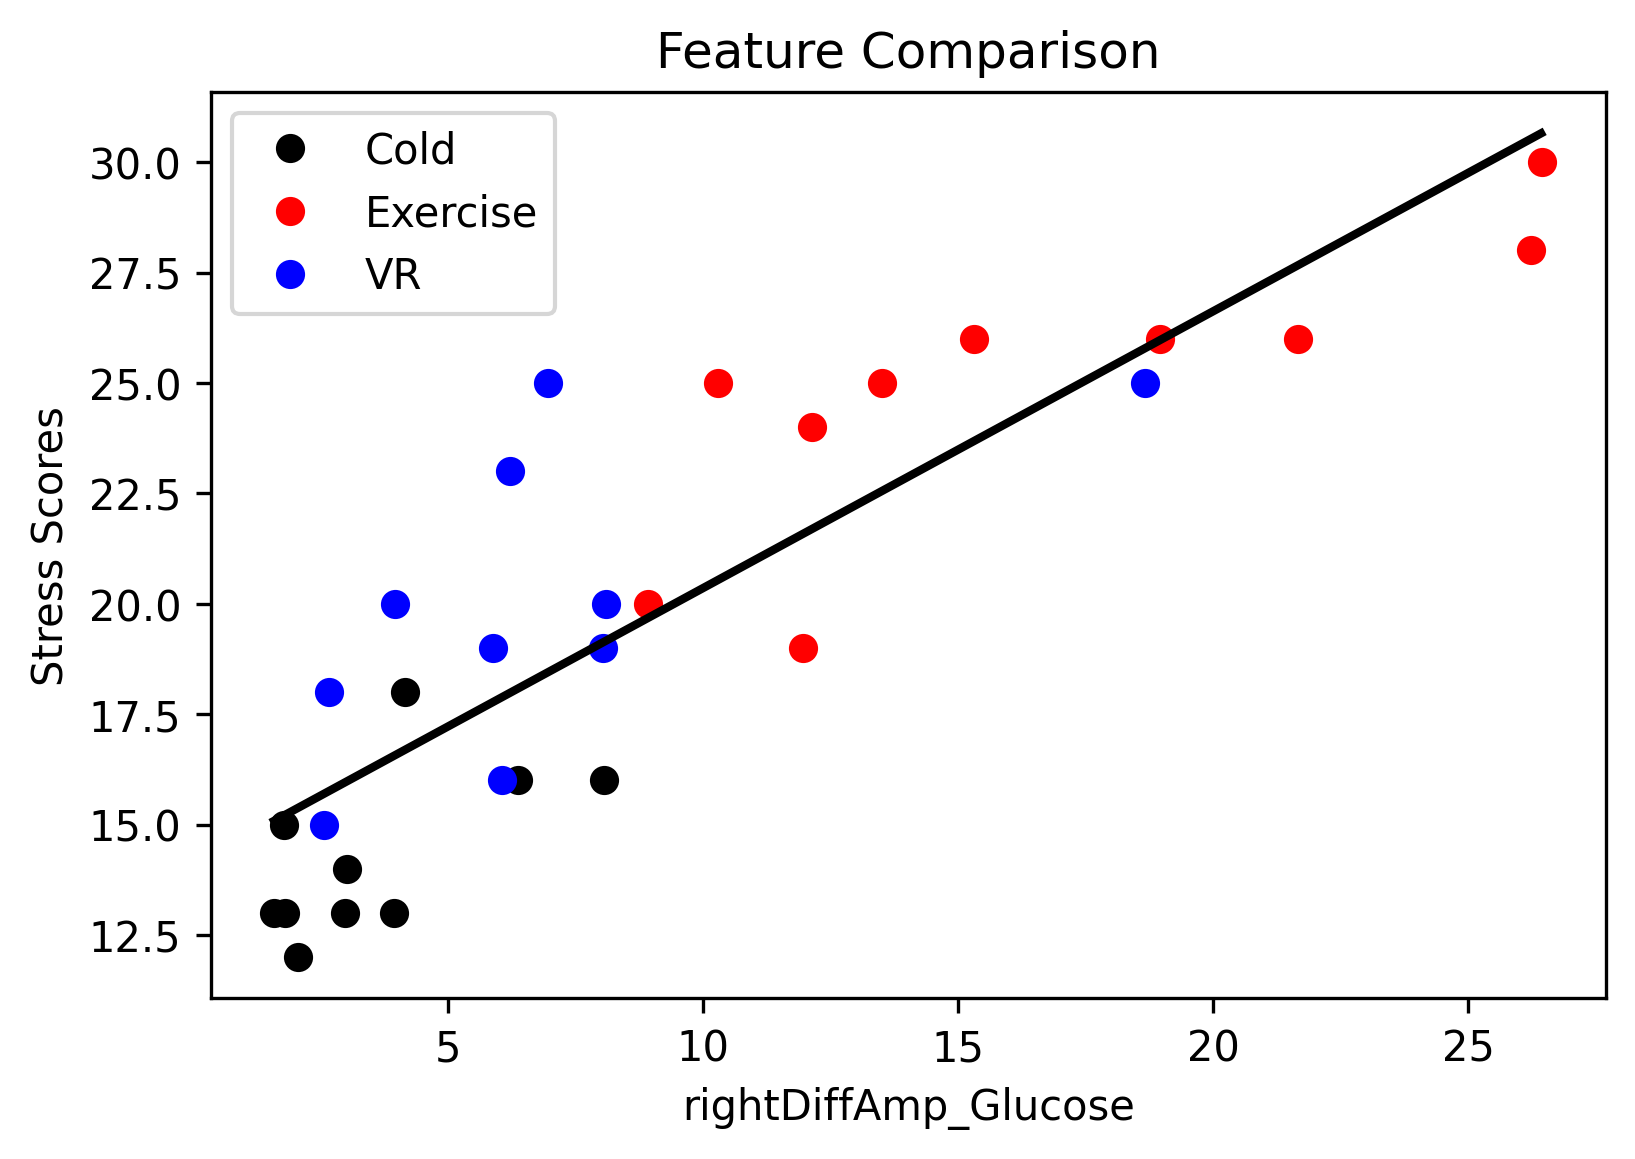 Feature Comparison
Cold
Exercise
VR
30.0
27.5
25.0
22.5
20.0
17.5
15.0
12.5
Stress Scores
5 10 15 20 25
rightDiffAmp_Glucose